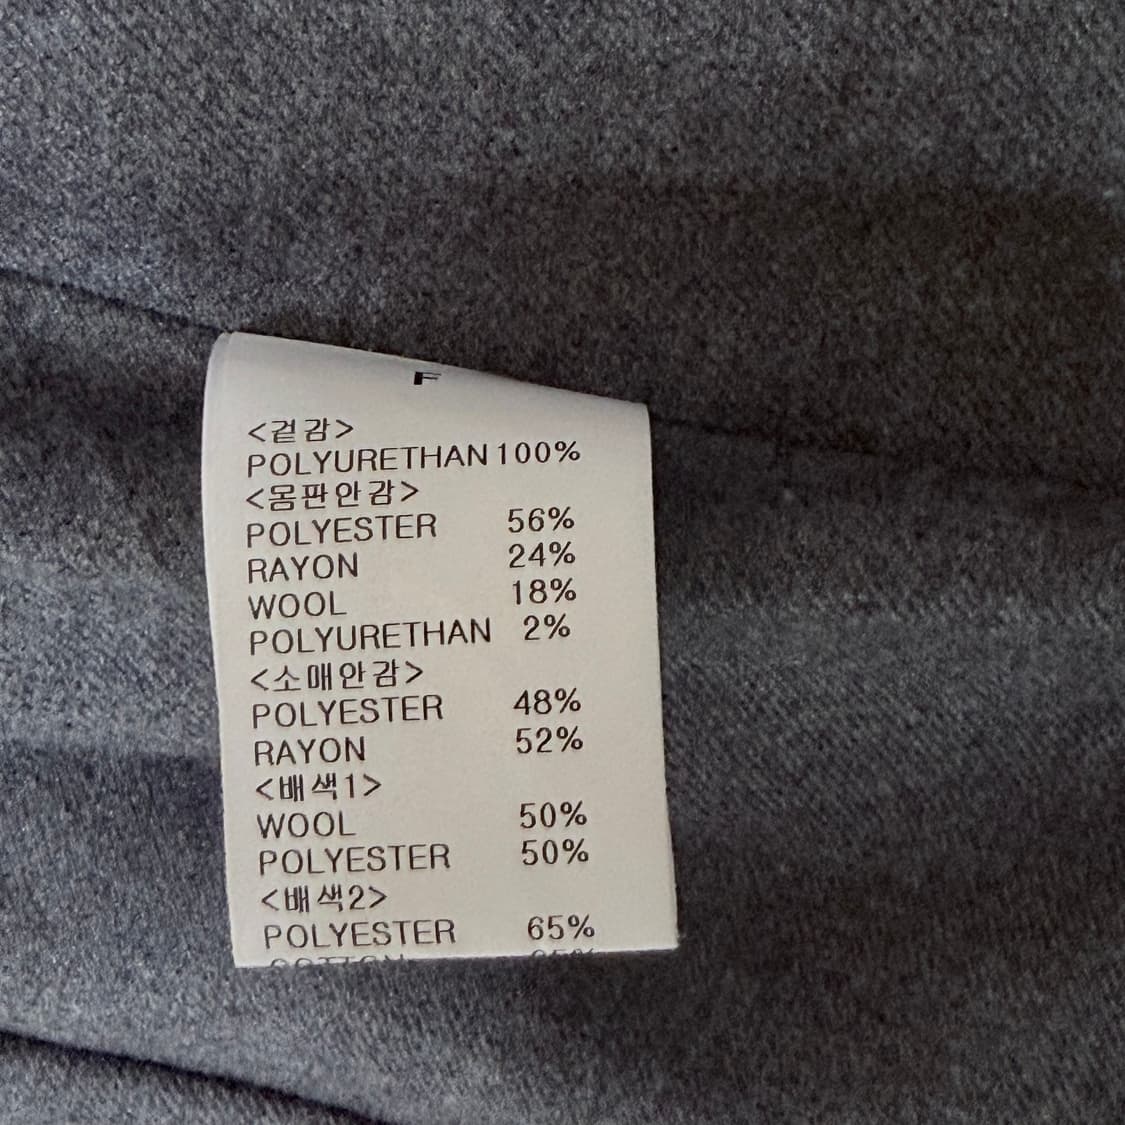 F
<겉감>
POLYURETHAN 100%
<몸판안감>
POLYESTER 56%
RAYON 24%
WOOL 18%
POLYURETHAN 2%
<소매안감>
POLYESTER 48%
RAYON 52%
<배색1>
WOOL 50%
POLYESTER 50%
<배색2>
POLYESTER 65%
COTTON